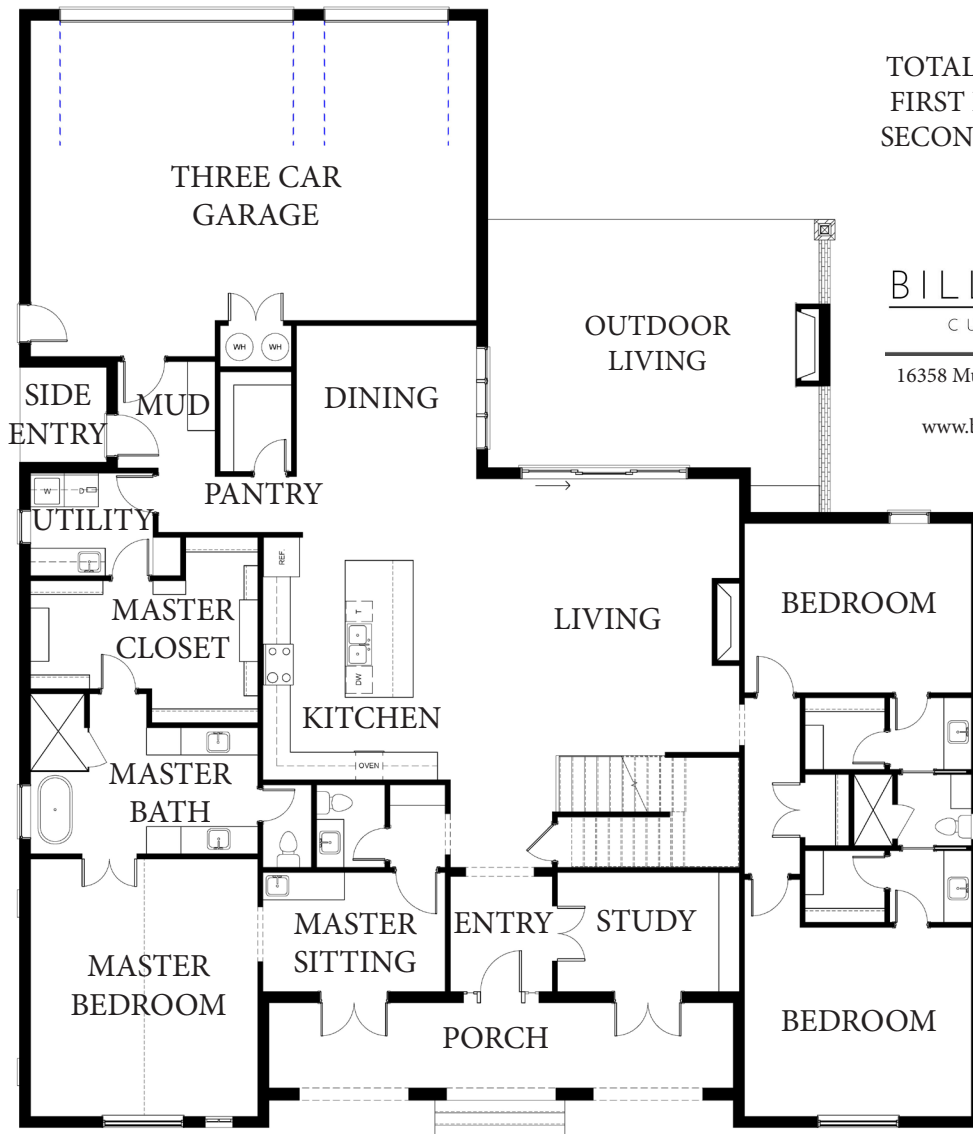 TOTAL
FIRST
SECON
THREE CAR
GARAGE
BILL
CU
16358 Mu
www.b
OUTDOOR
LIVING
WH
WH
DINING
SIDE
ENTRY
MUD
PANTRY
W
D
UTILITY
REF.
MASTER
CLOSET
T
DW
LIVING
BEDROOM
KITCHEN
OVEN
MASTER
BATH
MASTER
SITTING
ENTRY
STUDY
MASTER
BEDROOM
PORCH
BEDROOM